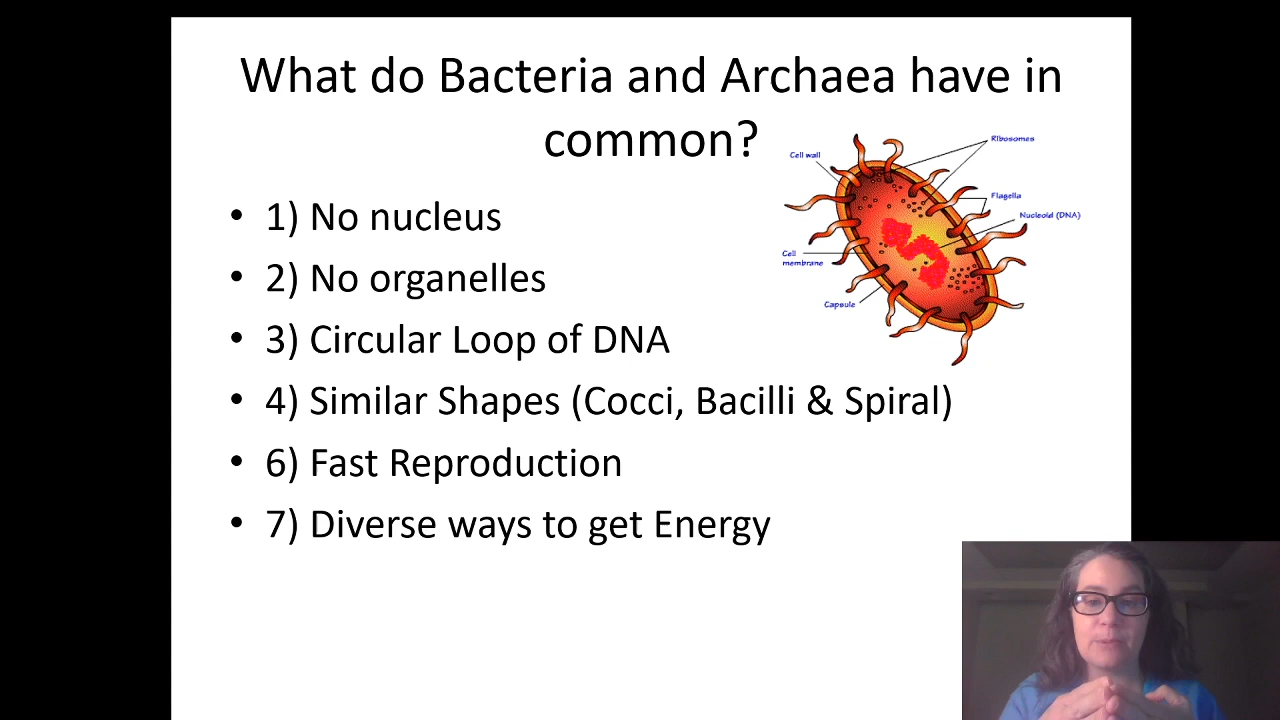 What do Bacteria and Archaea have in
common?
• 1) No nucleus
• 2) No organelles
• 3) Circular Loop of DNA
• 4) Similar Shapes (Cocci, Bacilli & Spiral)
• 6) Fast Reproduction
• 7) Diverse ways to get Energy
Cell wall
Ribosomes
Flagella
Nucleoid (DNA)
Cell
membrane
Capsule